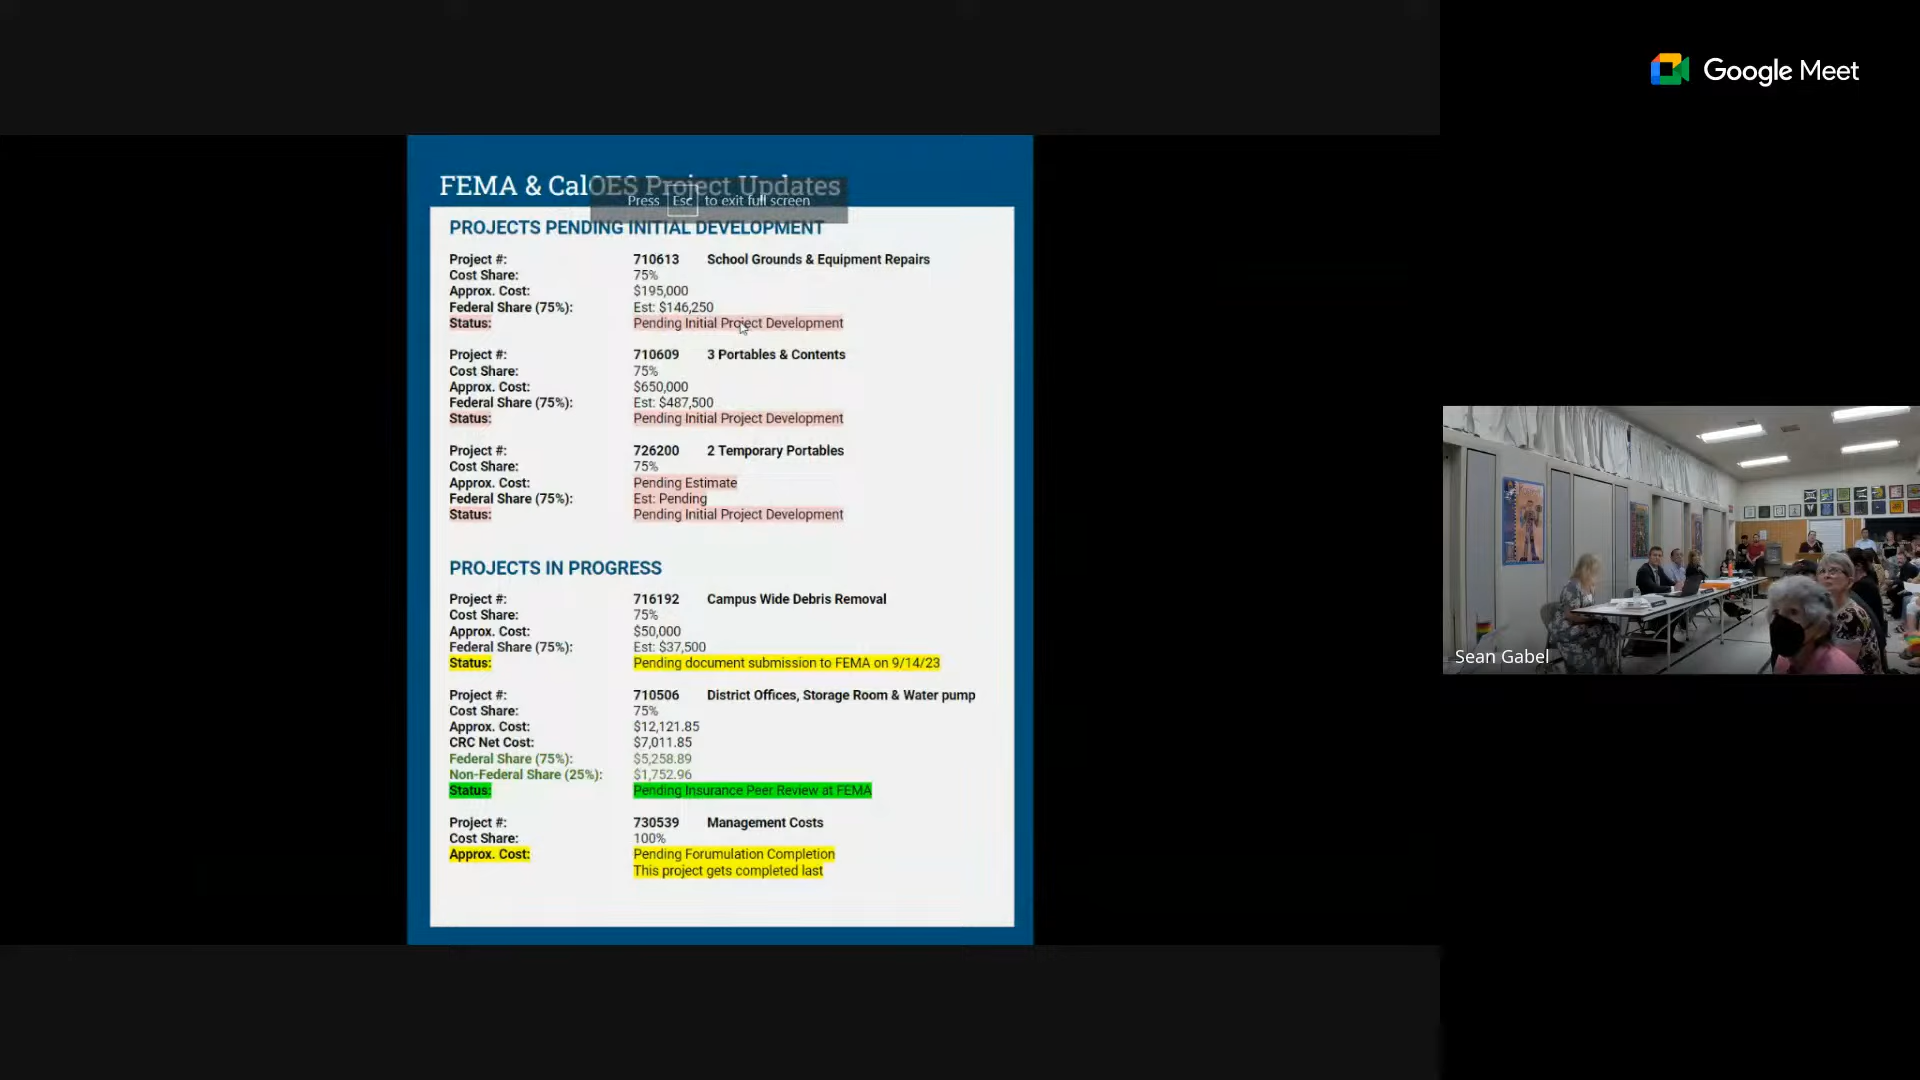 Google Meet
FEMA & CalOES Project Updates
Press Esc to exit full screen
PROJECTS PENDING INITIAL DEVELOPMENT
Project #: 710613 School Grounds & Equipment Repairs
Cost Share: 75%
Approx. Cost: $195,000
Federal Share (75%): Est: $146,250
Status: Pending Initial Project Development
Project #: 710609 3 Portables & Contents
Cost Share: 75%
Approx. Cost: $650,000
Federal Share (75%): Est: $487,500
Status: Pending Initial Project Development
Project #: 726200 2 Temporary Portables
Cost Share: 75%
Approx. Cost: Pending Estimate
Federal Share (75%): Est: Pending
Status: Pending Initial Project Development
PROJECTS IN PROGRESS
Project #: 716192 Campus Wide Debris Removal
Cost Share: 75%
Approx. Cost: $50,000
Federal Share (75%): Est: $37,500
Status: Pending document submission to FEMA on 9/14/23
Project #: 710506 District Offices, Storage Room & Water pump
Cost Share: 75%
Approx. Cost: $12,121.85
CRC Net Cost: $7,011.85
Federal Share (75%): $5,258.89
Non-Federal Share (25%): $1,752.96
Status: Pending Insurance Peer Review at FEMA
Project #: 730539 Management Costs
Cost Share: 100%
Approx. Cost: Pending Forumulation Completion
This project gets completed last
Sean Gabel